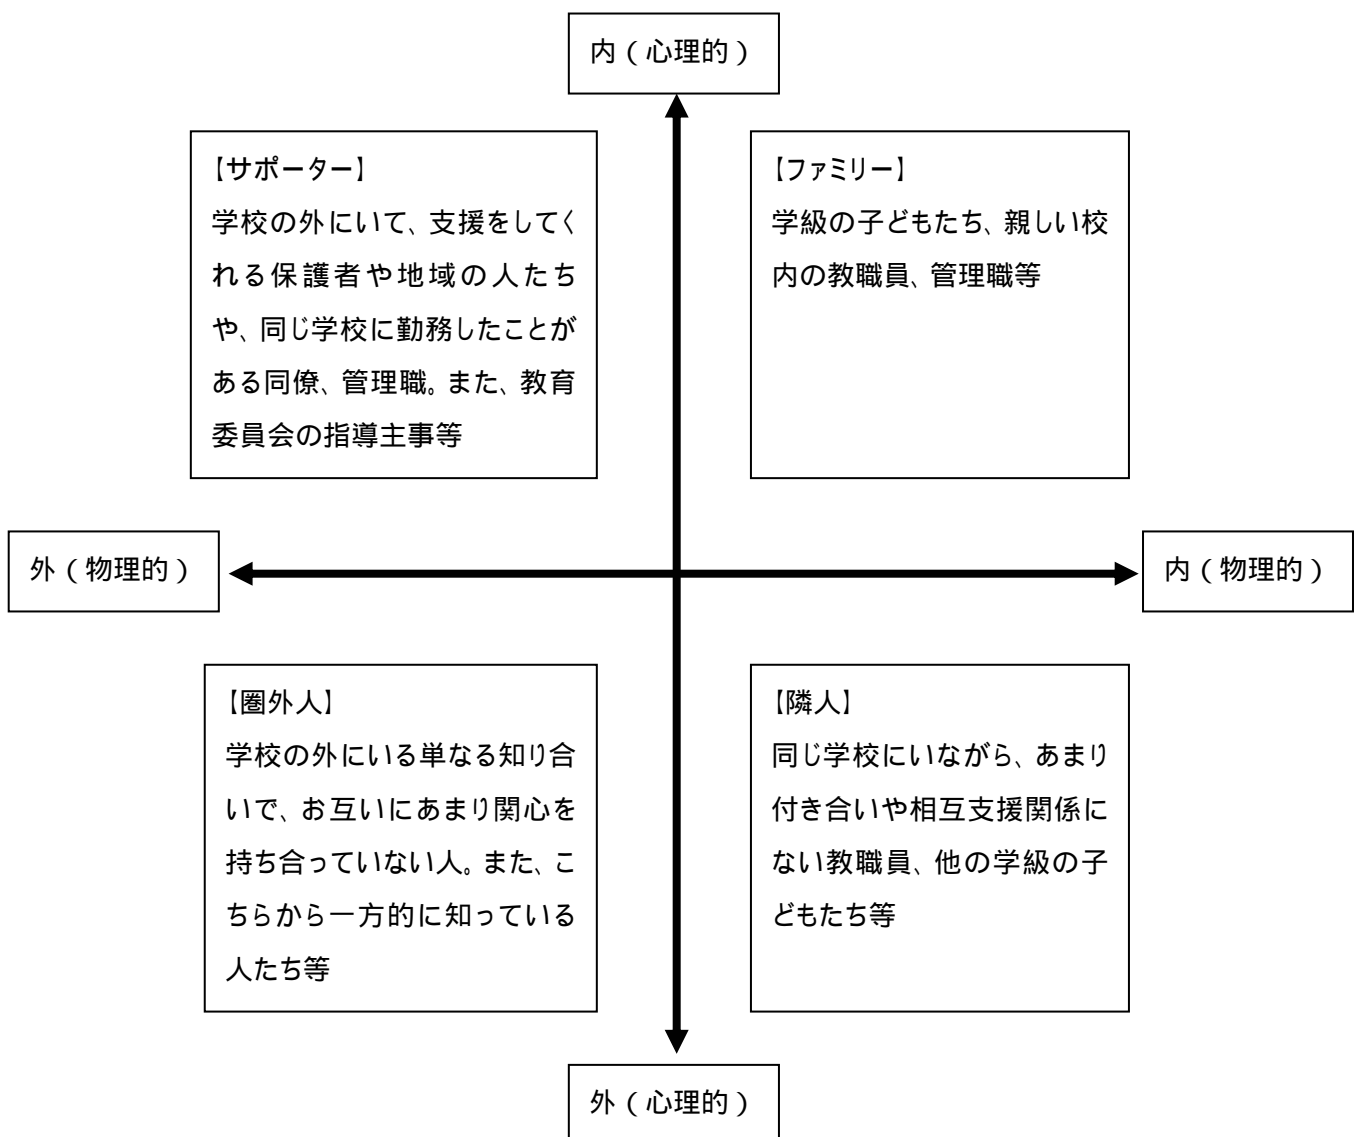 内（心理的）
【サポーター】
学校の外にいて、支援をしてく
れる保護者や地域の人たち
や、同じ学校に勤務したことが
ある同僚、管理職。また、教育
委員会の指導主事等
【ファミリー】
学級の子どもたち、親しい校
内の教職員、管理職等
外（物理的）
内（物理的）
【圏外人】
学校の外にいる単なる知り合
いで、お互いにあまり関心を
持ち合っていない人。また、こ
ちらから一方的に知っている
人たち等
【隣人】
同じ学校にいながら、あまり
付き合いや相互支援関係に
ない教職員、他の学級の子
どもたち等
外（心理的）